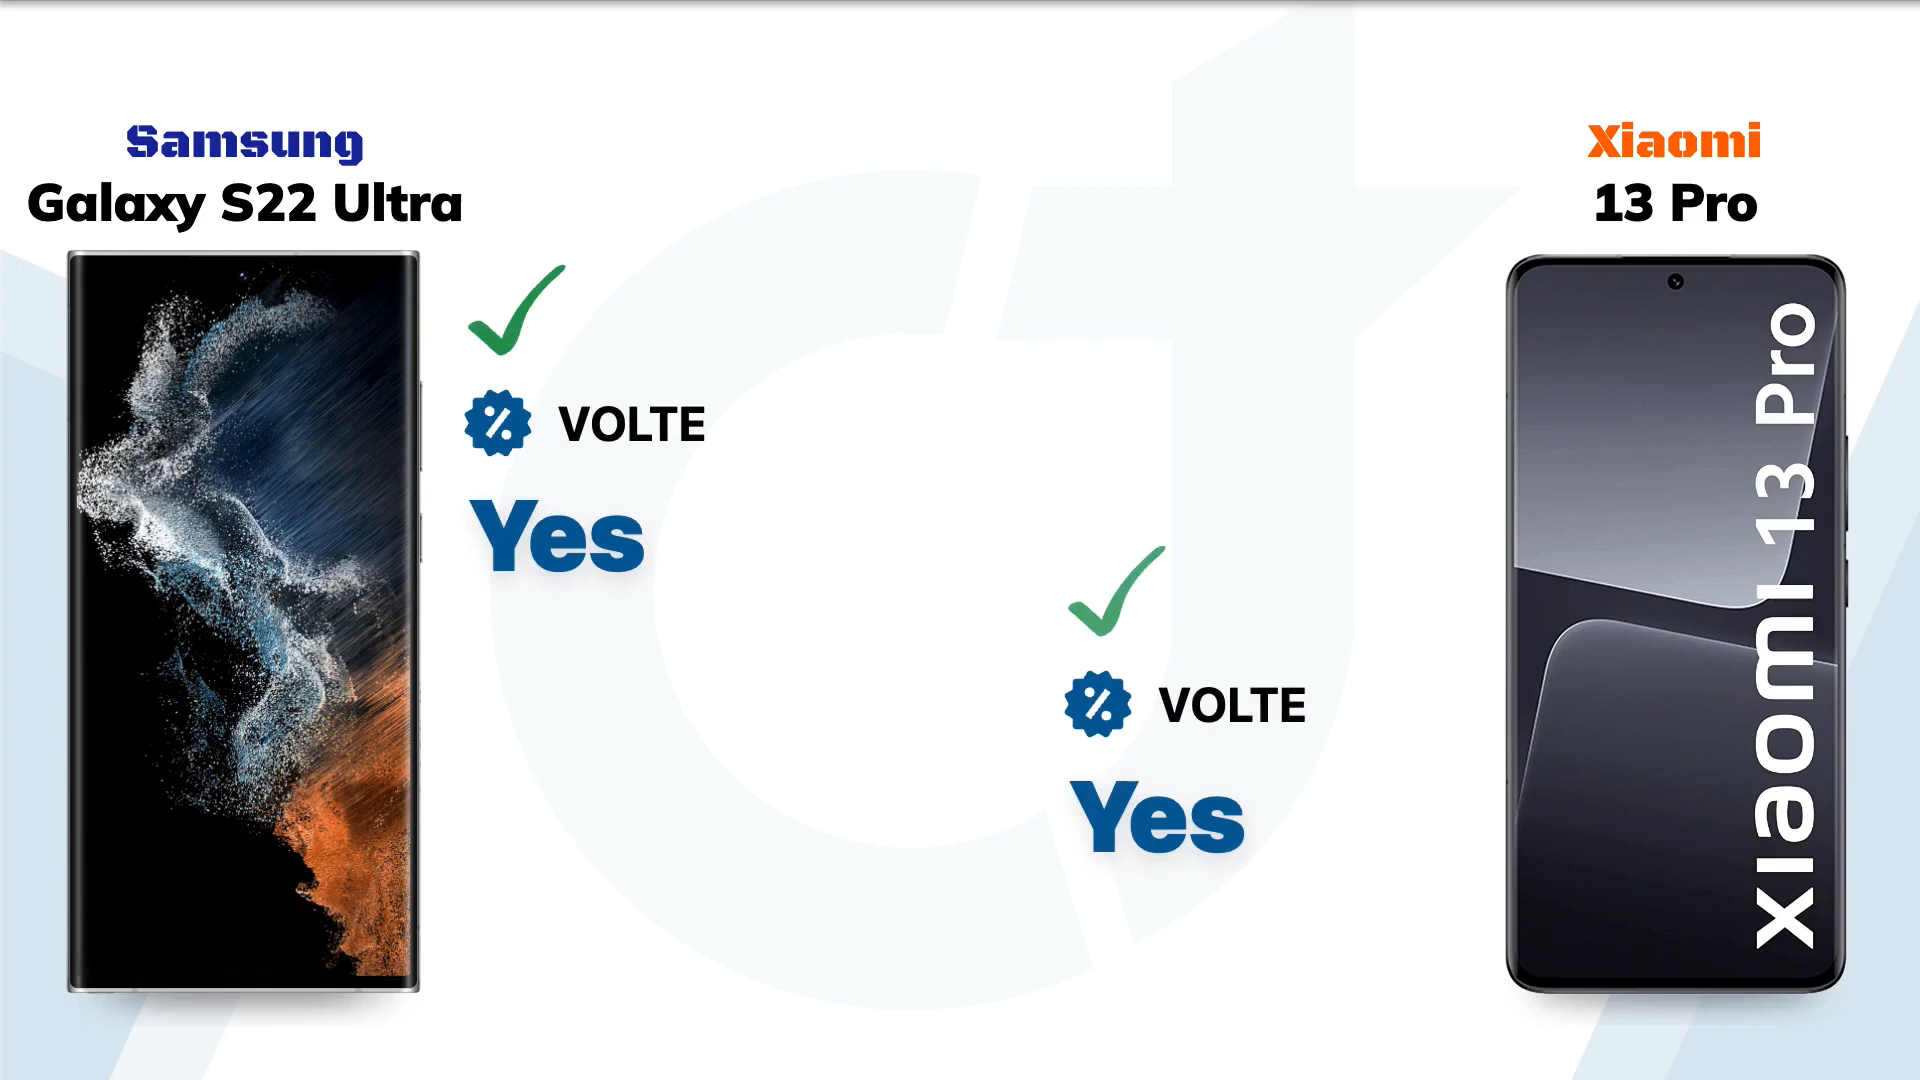 Samsung
Galaxy S22 Ultra
VOLTE
Yes
Xiaomi
13 Pro
VOLTE
Yes
xiaomi 13 Pro